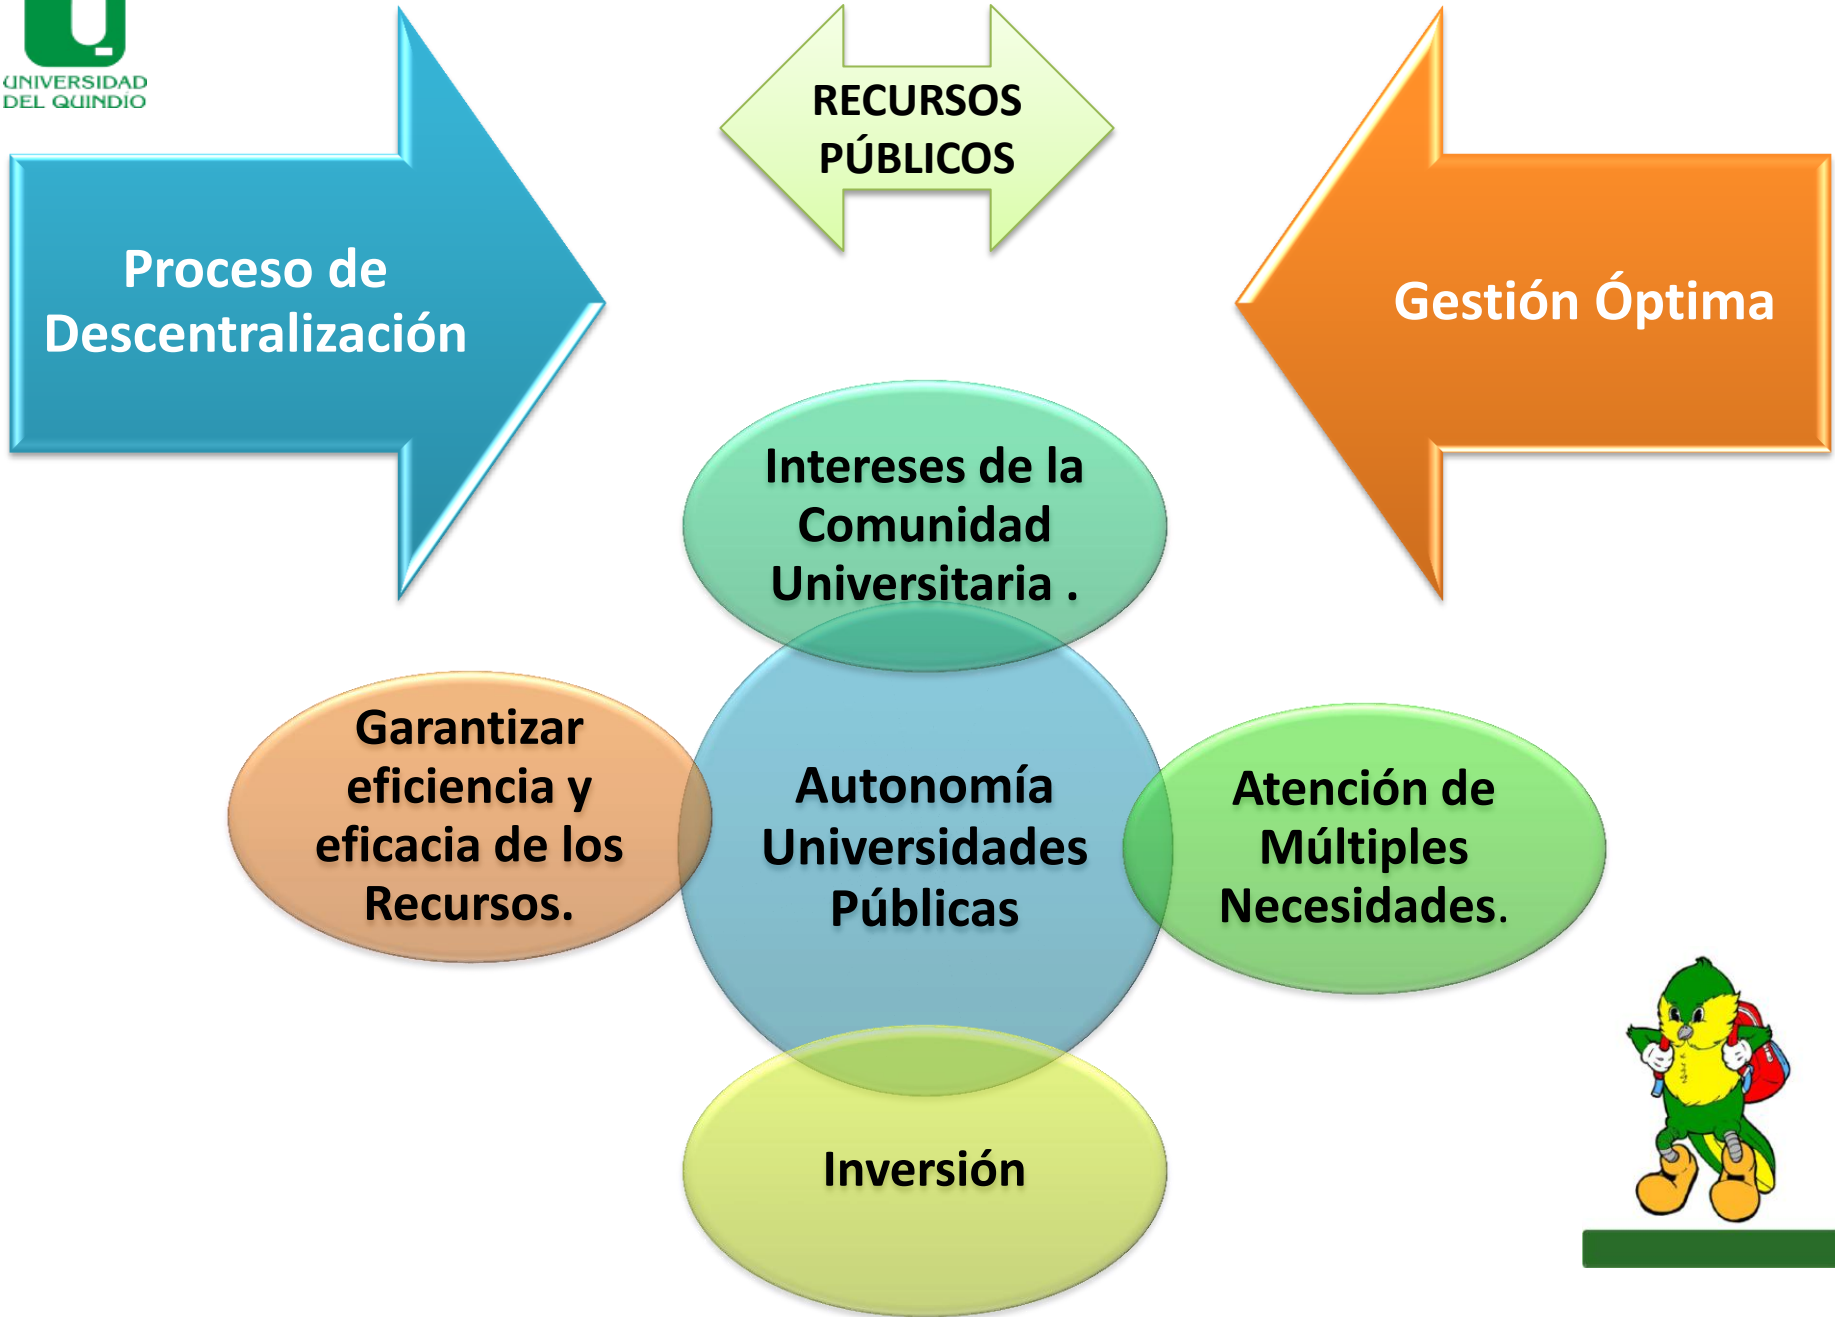 UNIVERSIDAD
DEL QUINDÍO
RECURSOS
PÚBLICOS
Proceso de
Descentralización
Gestión Óptima
Intereses de la
Comunidad
Universitaria .
Garantizar
eficiencia y
eficacia de los
Recursos.
Autonomía
Universidades
Públicas
Atención de
Múltiples
Necesidades.
Inversión